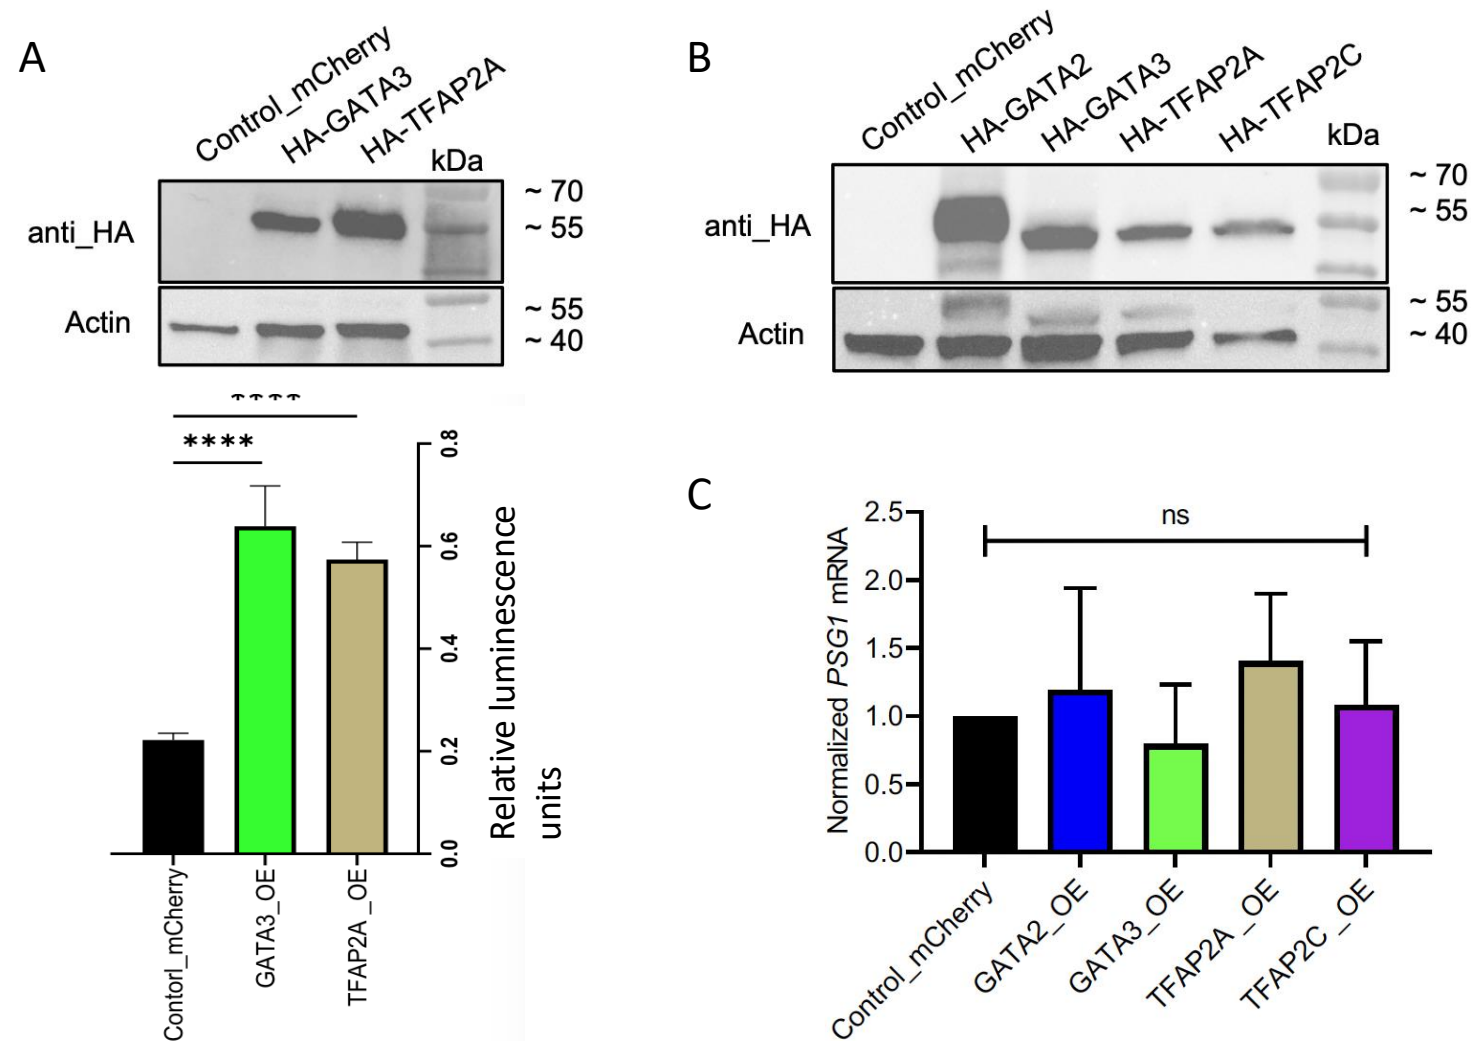 A
Control_mCherry
HA-GATA3
HA-TFAP2A
kDa
anti_HA
~ 70
~ 55
Actin
~ 55
~ 40
****
****
0.8
0.6
0.4
0.2
0.0
Relative luminescence
units
Contorl_mCherry
GATA3_OE
TFAP2A _OE
B
Control_mCherry
HA-GATA2
HA-GATA3
HA-TFAP2A
HA-TFAP2C
kDa
anti_HA
~ 70
~ 55
Actin
~ 55
~ 40
C
Normalized PSG1 mRNA
2.5
2.0
1.5
1.0
0.5
0.0
ns
Control_mCherry
GATA2_OE
GATA3_OE
TFAP2A _OE
TFAP2C _OE